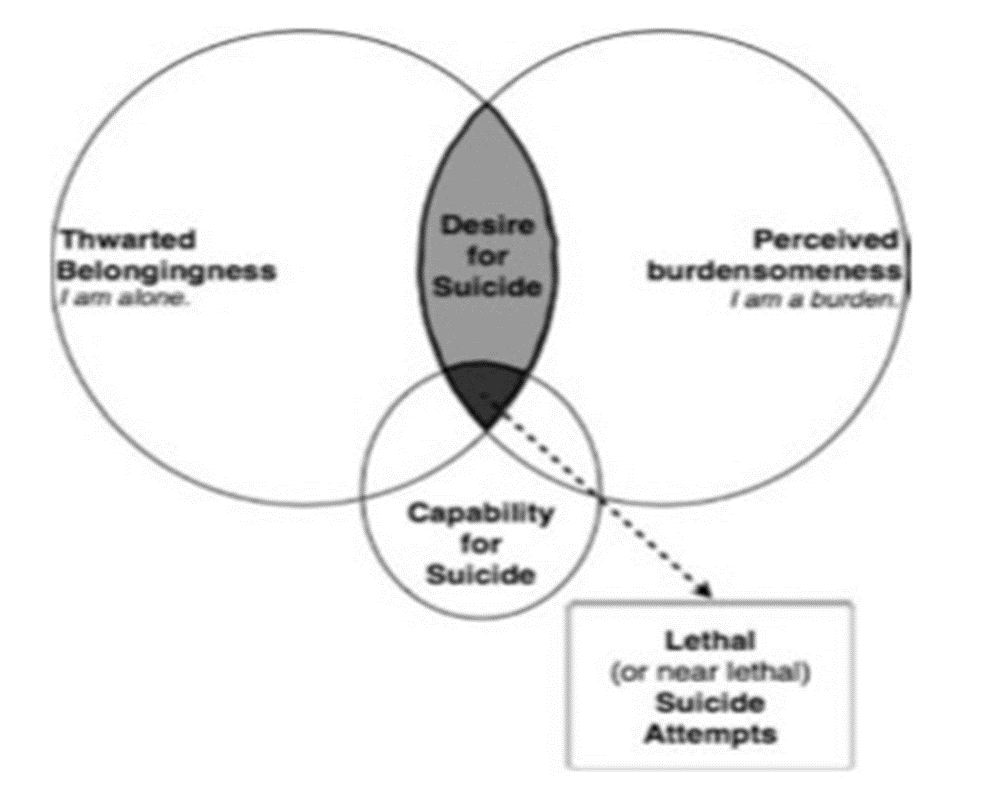 Thwarted
Belongingness
I am alone.
Desire
for
Suicide
Perceived
burdensomeness
I am a burden.
Capability
for
Suicide
Lethal
(or near lethal)
Suicide
Attempts